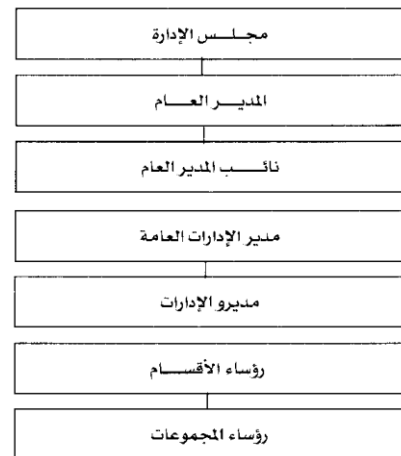 مجلس الإدارة
المدير العام
نائب المدير العام
مدير الإدارات العامة
مديرو الإدارات
رؤساء الأقسام
رؤساء المجموعات